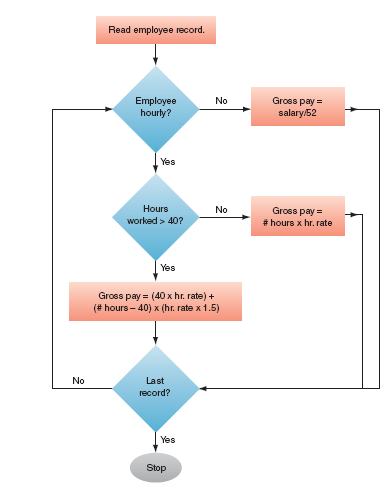 Read employee record.
Employee
hourly?
No
Gross pay =
salary/52
Yes
Hours
worked > 40?
No
Gross pay =
# hours x hr. rate
Yes
Gross pay = (40 x hr. rate) +
(# hours – 40) x (hr. rate x 1.5)
No
Last
record?
Yes
Stop